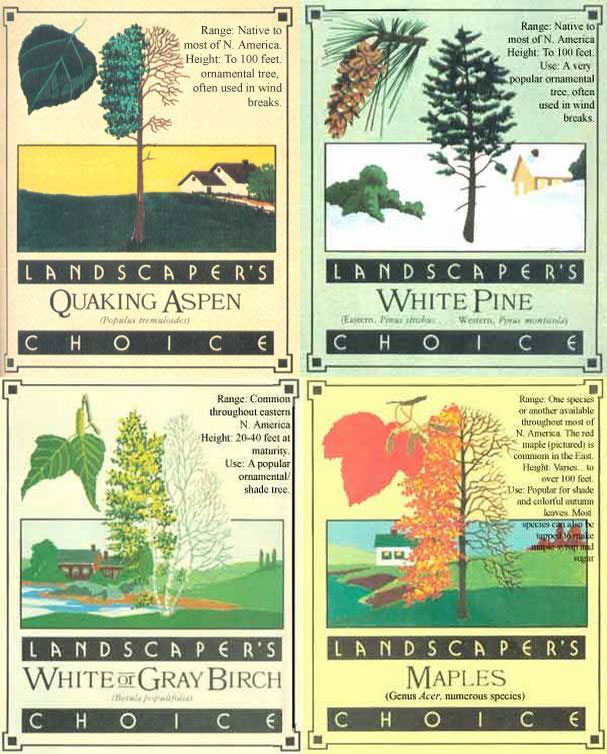 Range: Native to
most of N. America.
Height: To 100 feet.
ornamental tree,
often used in wind
breaks.
LANDSCAPER'S
QUAKING ASPEN
(Populus tremuloides)
CHOICE
Range: Native to
most of N. America
Height: To 100 feet.
Use: A very
popular ornamental
tree, often
used in wind
breaks.
LANDSCAPER'S
WHITE PINE
(Eastern, Pinus strobus . . . Western, Pinus monticola)
CHOICE
Range: Common
throughout eastern
N. America
Height: 20-40 feet at
maturity.
Use: A popular
ornamental/
shade tree.
LANDSCAPER'S
WHITE or GRAY BIRCH
(Betula populifolia)
CHOICE
Range: One species
or another available
throughout most of
N. America. The red
maple (pictured) is
common in the East.
Height: Varies... to
over 100 feet.
Use: Popular for shade
and colorful autumn
leaves. Most
species can also be
tapped to make
maple syrup and
sugar
LANDSCAPER'S
MAPLES
(Genus Acer, numerous species)
CHOICE